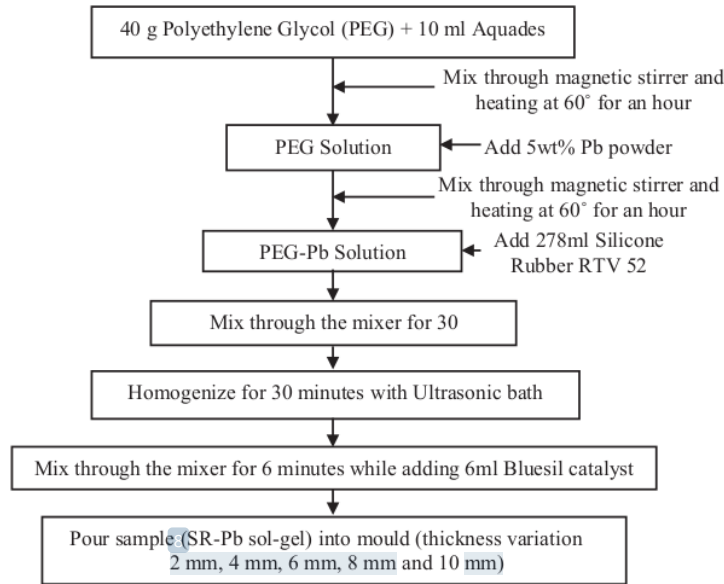 40 g Polyethylene Glycol (PEG) + 10 ml Aquades
Mix through magnetic stirrer and
heating at 60˚ for an hour
PEG Solution
Add 5wt% Pb powder
Mix through magnetic stirrer and
heating at 60˚ for an hour
PEG-Pb Solution
Add 278ml Silicone
Rubber RTV 52
Mix through the mixer for 30
Homogenize for 30 minutes with Ultrasonic bath
Mix through the mixer for 6 minutes while adding 6ml Bluesil catalyst
Pour sample (SR-Pb sol-gel) into mould (thickness variation
2 mm, 4 mm, 6 mm, 8 mm and 10 mm)